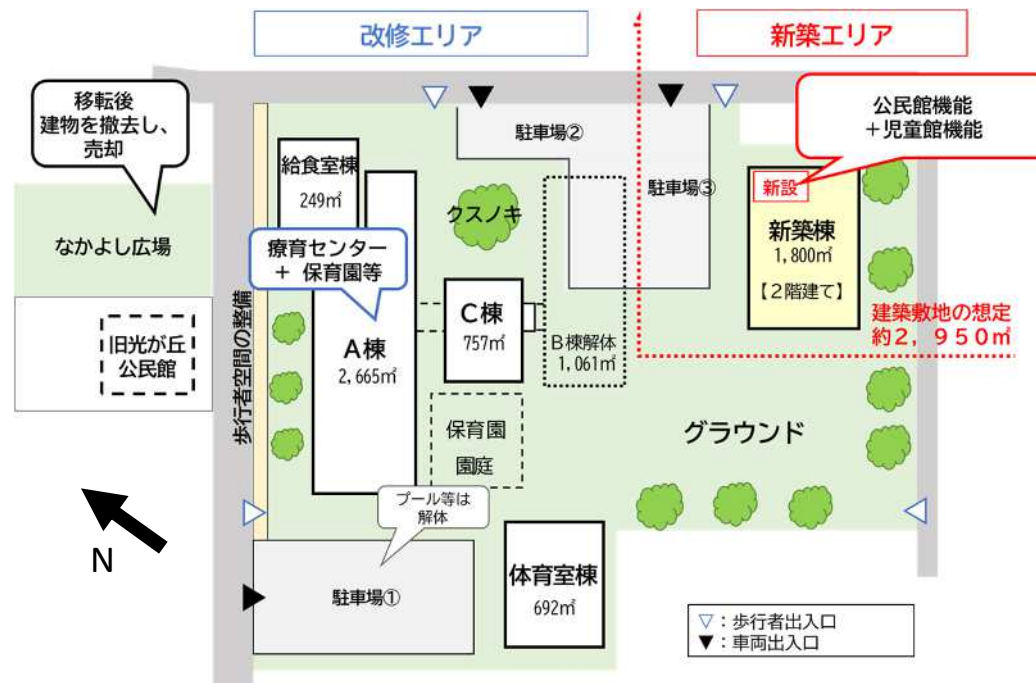 改修エリア
新築エリア
移転後
建物を撤去し、
売却
公民館機能
+児童館機能
駐車場②
給食室棟
249㎡
クスノキ
駐車場③
新設
新築棟
1,800㎡
【2階建て】
なかよし広場
療育センター
+ 保育園等
C棟
757㎡
B棟解体
1,061㎡
建築敷地の想定
約2,950㎡
旧光が丘
公民館
歩行者空間の整備
A棟
2,665㎡
保育園
園庭
グラウンド
プール等は
解体
N
駐車場①
体育室棟
692㎡
▽:歩行者出入口
▼:車両出入口